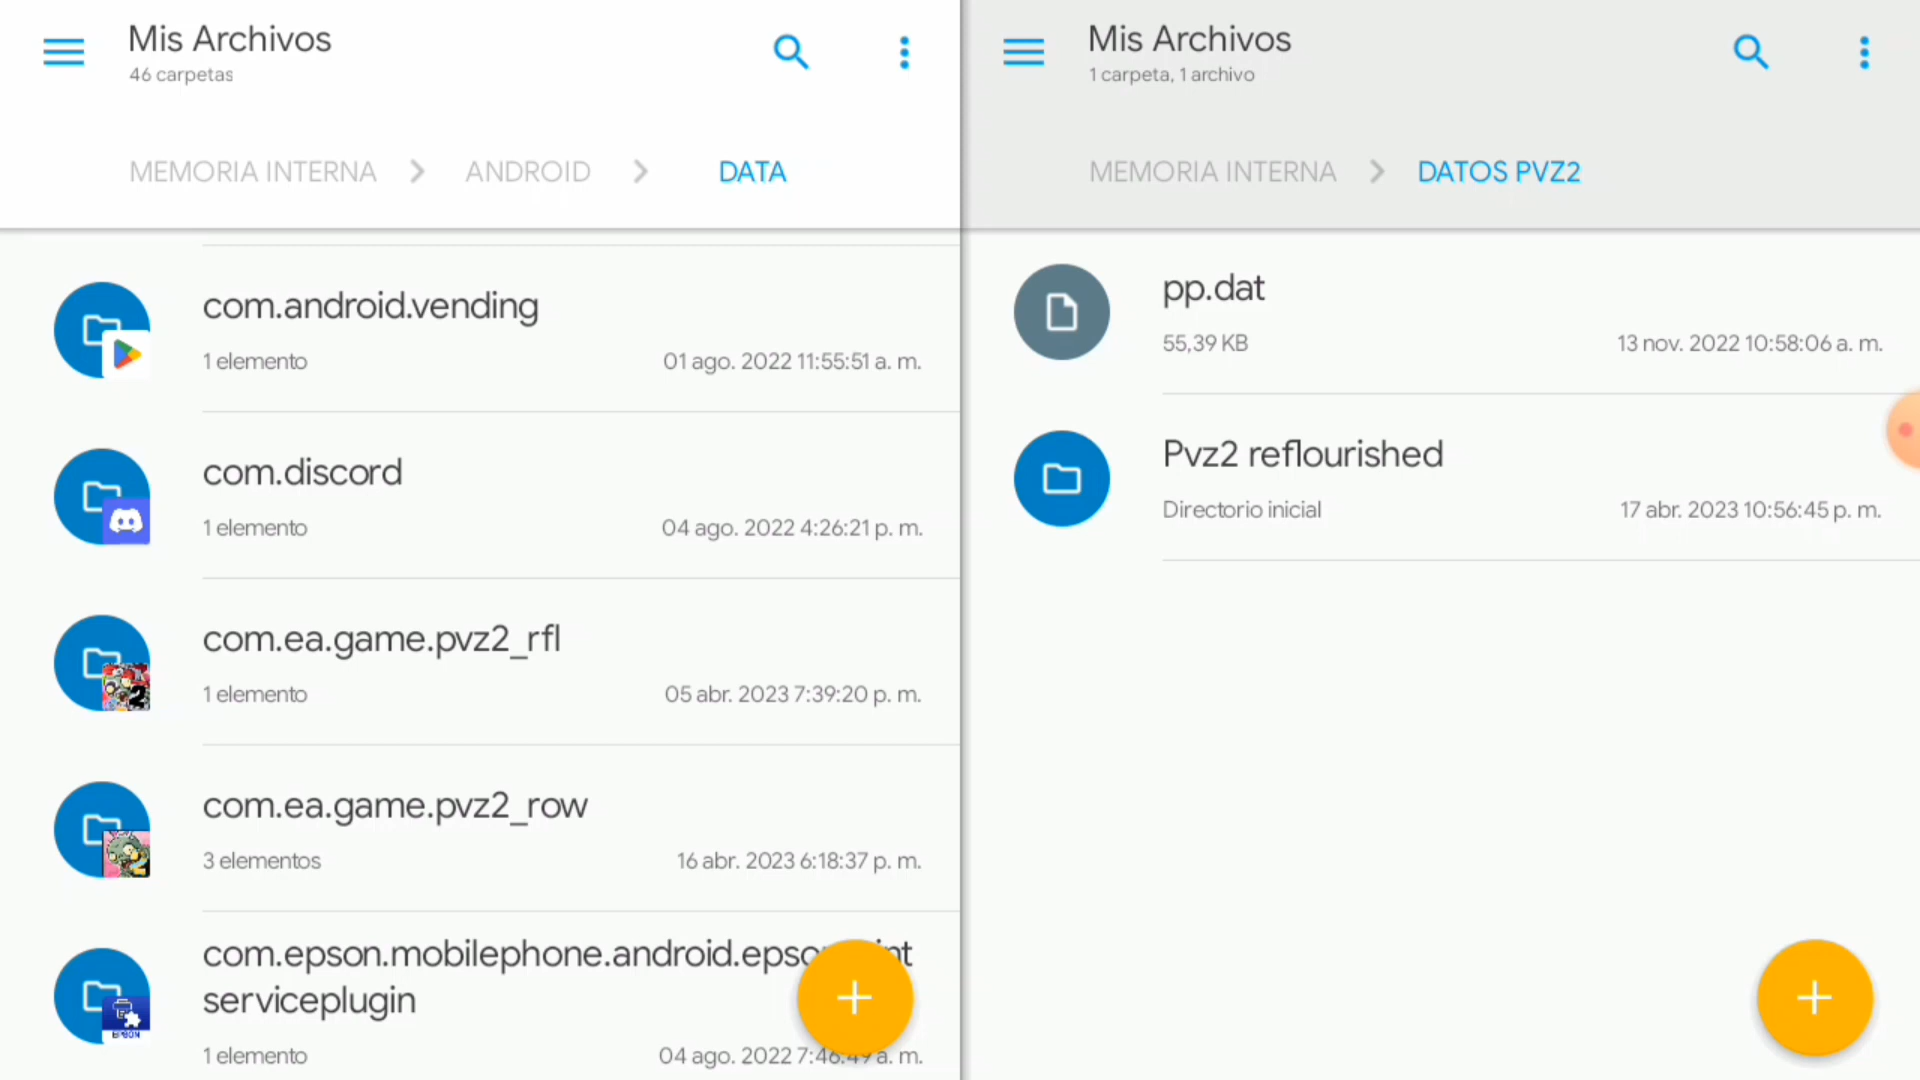 Mis Archivos
46 carpetas
MEMORIA INTERNA
ANDROID
DATA
com.android.vending
1 elemento
01 ago. 2022 11:55:51 a. m.
com.discord
1 elemento
04 ago. 2022 4:26:21 p. m.
com.ea.game.pvz2_rfl
1 elemento
05 abr. 2023 7:39:20 p. m.
com.ea.game.pvz2_row
3 elementos
16 abr. 2023 6:18:37 p. m.
EPSON
serviceplugin
1 elemento
04 ago. 2022 7:46:49 a. m.
Mis Archivos
1 carpeta, 1 archivo
MEMORIA INTERNA
DATOS PVZ2
pp.dat
55,39 KB
13 nov. 2022 10:58:06 a. m.
Pvz2 reflourished
Directorio inicial
17 abr. 2023 10:56:45 p. m.